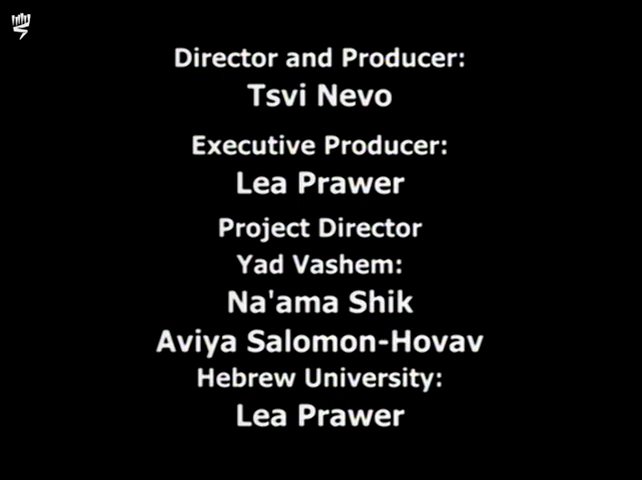 Director and Producer:
Tsvi Nevo
Executive Producer:
Lea Prawer
Project Director
Yad Vashem:
Na'ama Shik
Aviya Salomon-Hovav
Hebrew University:
Lea Prawer